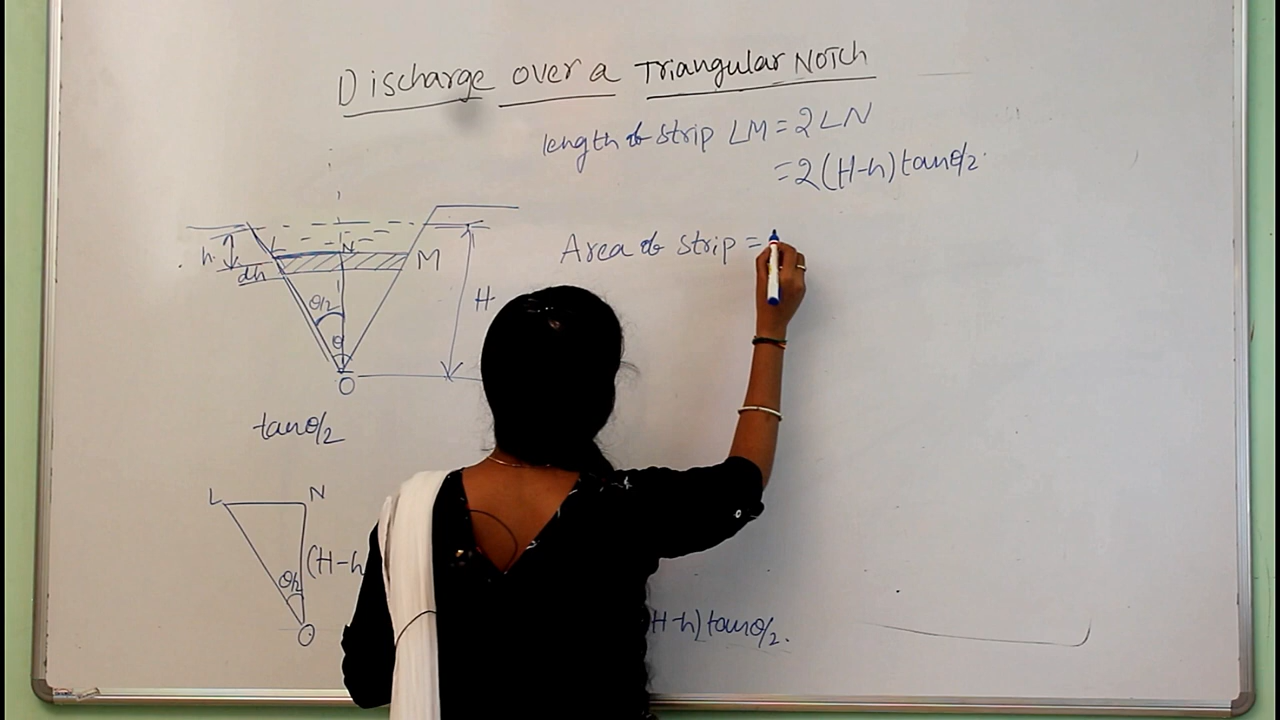 Discharge over a Triangular NOTCH
length of strip LM = 2LN
= 2(H-h)tanθ/2.
Area of strip =
h
L
N
M
dh
θ/2
θ
H
O
tanθ/2
L
N
(H-h
θ/2
O
H-h)tanθ/2.